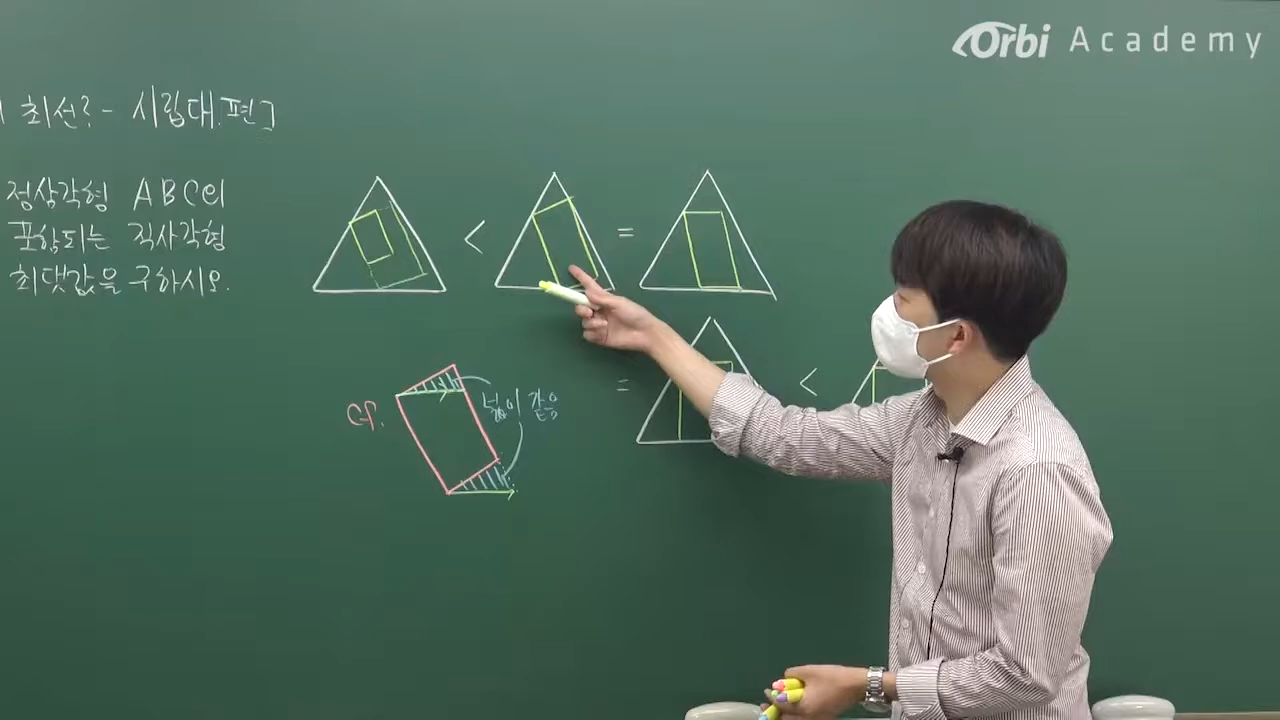 Orbi Academy
최선? - 시립대.편」
정삼각형 ABC에
포함되는 직사각형
최댓값을 구하시오.
<
=
=
<
cf.
넓이 같음